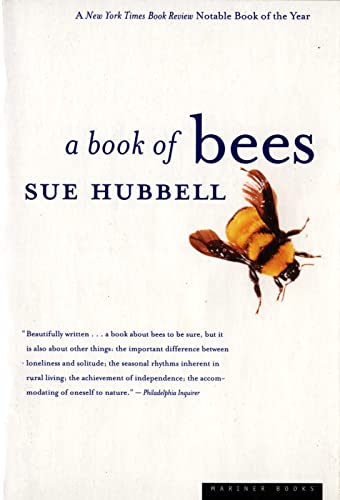 A New York Times Book Review Notable Book of the Year
a book of bees
SUE HUBBELL
"Beautifully written . . . a book about bees to be sure, but it
is also about other things: the important difference between
loneliness and solitude; the seasonal rhythms inherent in
rural living; the achievement of independence; the accom-
modating of oneself to nature." — Philadelphia Inquirer
MARINER BOOKS